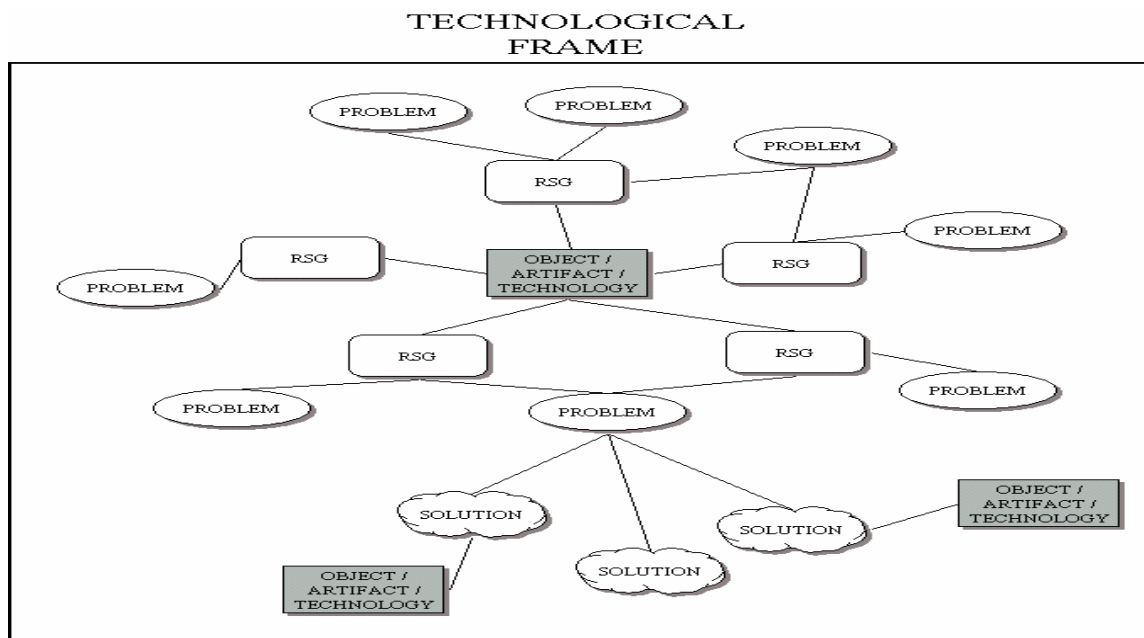 TECHNOLOGICAL
FRAME
PROBLEM
PROBLEM
PROBLEM
RSG
PROBLEM
RSG
OBJECT /
ARTIFACT /
TECHNOLOGY
RSG
PROBLEM
RSG
RSG
PROBLEM
PROBLEM
PROBLEM
SOLUTION
SOLUTION
SOLUTION
OBJECT /
ARTIFACT /
TECHNOLOGY
OBJECT /
ARTIFACT /
TECHNOLOGY